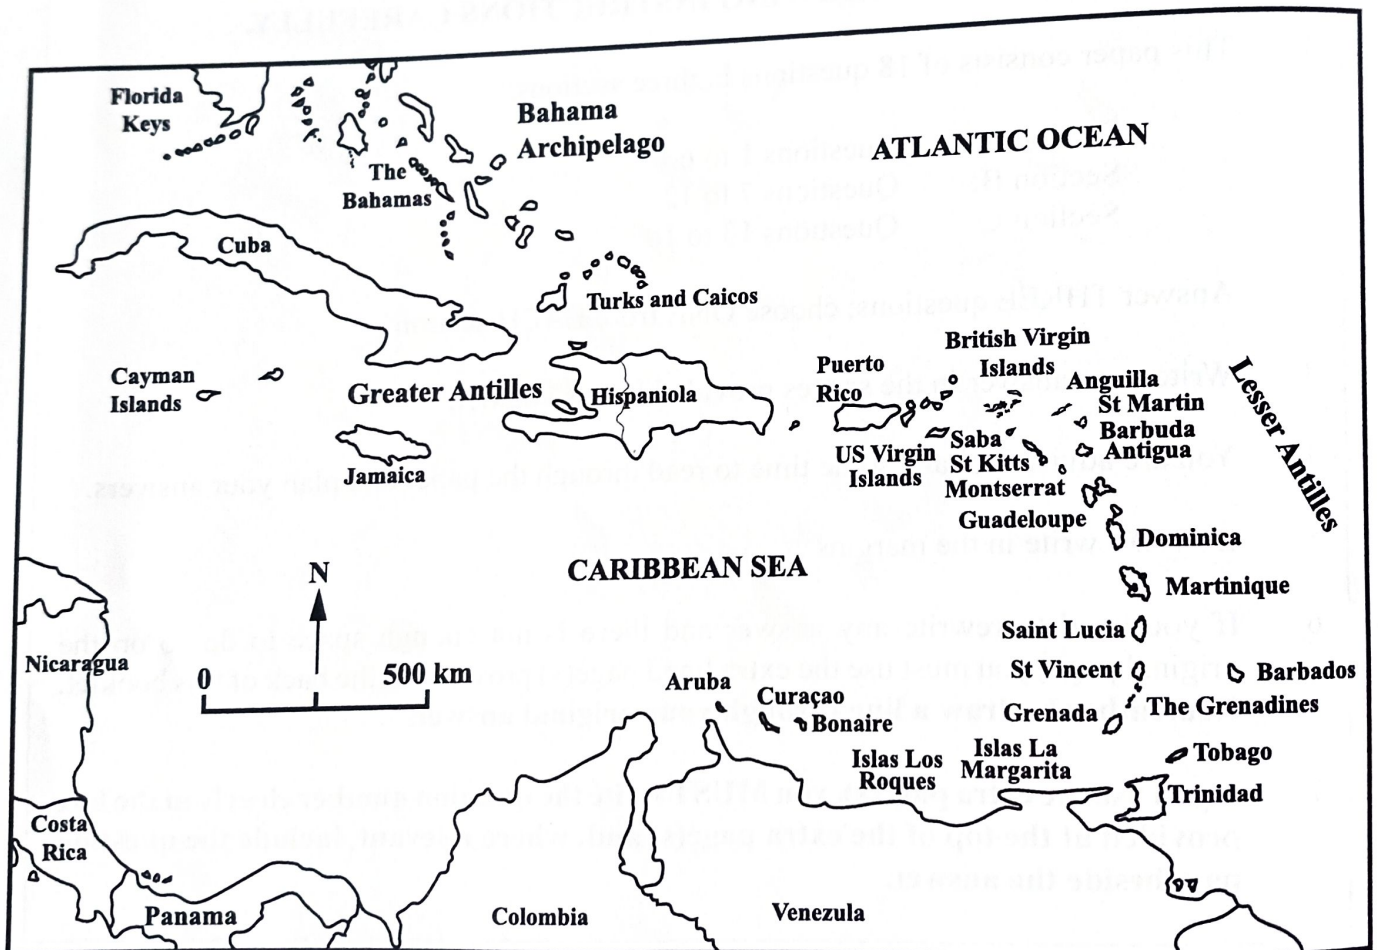 Florida
Keys
Bahama
Archipelago
ATLANTIC OCEAN
The
Bahamas
Cuba
Turks and Caicos
British Virgin
Islands
Puerto
Rico
Cayman
Islands
Greater Antilles
Hispaniola
Anguilla
St Martin
Barbuda
Antigua
Lesser Antilles
US Virgin
Islands
Saba
St Kitts
Montserrat
Guadeloupe
Jamaica
Dominica
N
CARIBBEAN SEA
Martinique
Saint Lucia
Nicaragua
0 500 km
St Vincent
Barbados
Aruba
Curaçao
Bonaire
Grenada
The Grenadines
Islas Los
Roques
Islas La
Margarita
Tobago
Trinidad
Costa
Rica
Panama
Colombia
Venezula